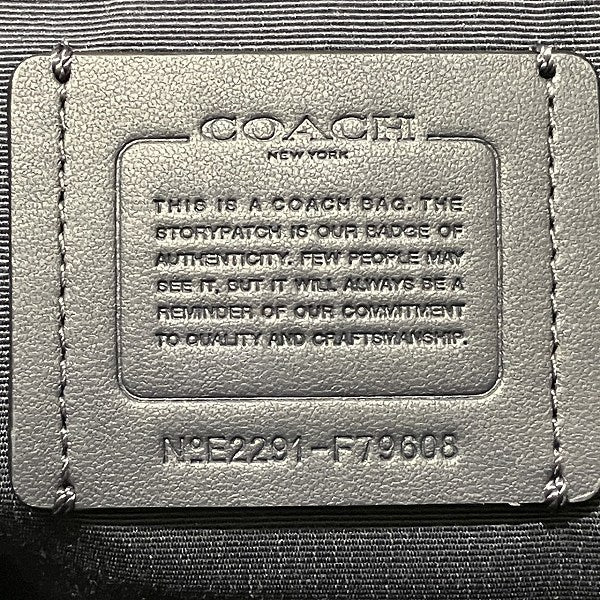 COACH
NEW YORK
THIS IS A COACH BAG. THE
STORYPATCH IS OUR BADGE OF
AUTHENTICITY. FEW PEOPLE MAY
SEE IT, BUT IT WILL ALWAYS BE A
REMINDER OF OUR COMMITMENT
TO QUALITY AND CRAFTSMANSHIP.
NºE2291-F79608